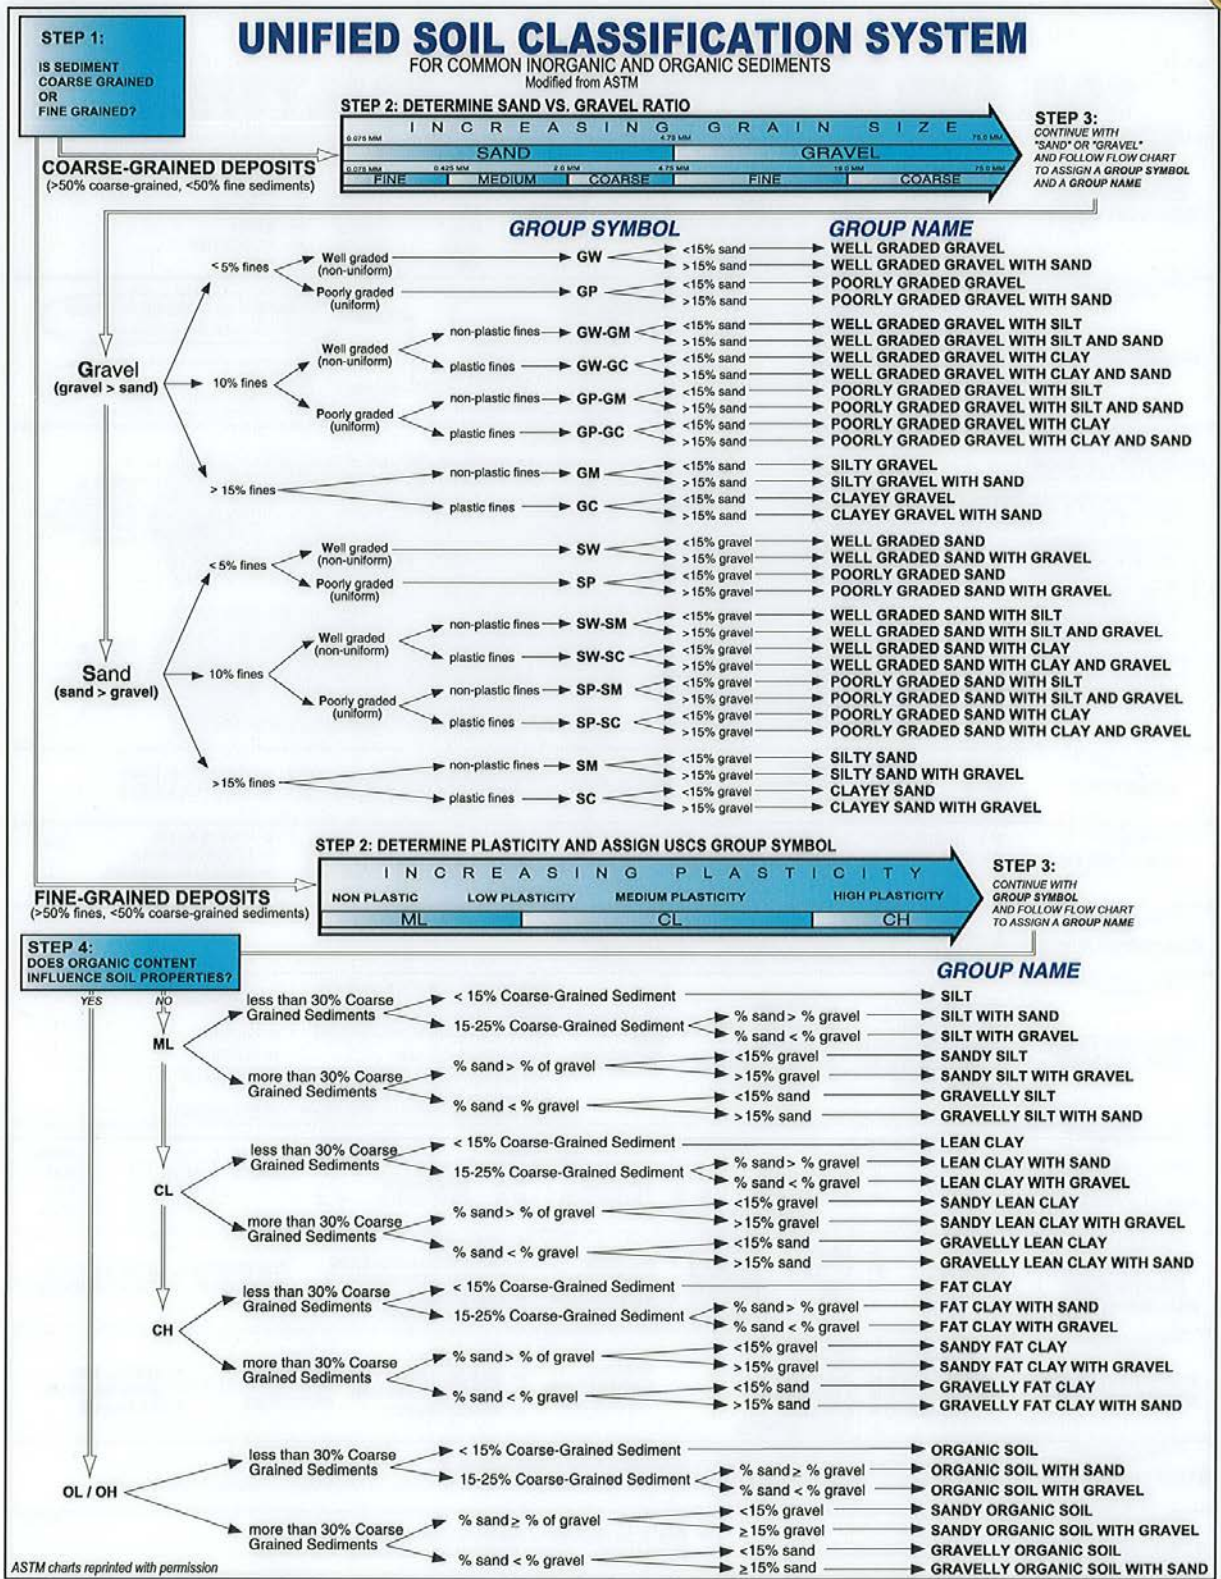 STEP 1:
IS SEDIMENT
COARSE GRAINED
OR
FINE GRAINED?
UNIFIED SOIL CLASSIFICATION SYSTEM
FOR COMMON INORGANIC AND ORGANIC SEDIMENTS
Modified from ASTM
STEP 2: DETERMINE SAND VS. GRAVEL RATIO
INCREASING GRAIN SIZE
0.075 MM 4.75 MM 75.0 MM
SAND GRAVEL
0.075 MM 0.425 MM 2.0 MM 4.75 MM 19.0 MM 75.0 MM
FINE MEDIUM COARSE FINE COARSE
STEP 3:
CONTINUE WITH
"SAND" OR "GRAVEL"
AND FOLLOW FLOW CHART
TO ASSIGN A GROUP SYMBOL
AND A GROUP NAME
COARSE-GRAINED DEPOSITS
(>50% coarse-grained, <50% fine sediments)
GROUP SYMBOL GROUP NAME
Gravel
(gravel > sand)
< 5% fines
Well graded
(non-uniform)
GW
<15% sand WELL GRADED GRAVEL
>15% sand WELL GRADED GRAVEL WITH SAND
Poorly graded
(uniform)
GP
<15% sand POORLY GRADED GRAVEL
>15% sand POORLY GRADED GRAVEL WITH SAND
10% fines
Well graded
(non-uniform)
non-plastic fines GW-GM
<15% sand WELL GRADED GRAVEL WITH SILT
>15% sand WELL GRADED GRAVEL WITH SILT AND SAND
plastic fines GW-GC
<15% sand WELL GRADED GRAVEL WITH CLAY
>15% sand WELL GRADED GRAVEL WITH CLAY AND SAND
Poorly graded
(uniform)
non-plastic fines GP-GM
<15% sand POORLY GRADED GRAVEL WITH SILT
>15% sand POORLY GRADED GRAVEL WITH SILT AND SAND
plastic fines GP-GC
<15% sand POORLY GRADED GRAVEL WITH CLAY
>15% sand POORLY GRADED GRAVEL WITH CLAY AND SAND
> 15% fines
non-plastic fines GM
<15% sand SILTY GRAVEL
>15% sand SILTY GRAVEL WITH SAND
plastic fines GC
<15% sand CLAYEY GRAVEL
>15% sand CLAYEY GRAVEL WITH SAND
Sand
(sand > gravel)
< 5% fines
Well graded
(non-uniform)
SW
<15% gravel WELL GRADED SAND
>15% gravel WELL GRADED SAND WITH GRAVEL
Poorly graded
(uniform)
SP
<15% gravel POORLY GRADED SAND
>15% gravel POORLY GRADED SAND WITH GRAVEL
10% fines
Well graded
(non-uniform)
non-plastic fines SW-SM
<15% gravel WELL GRADED SAND WITH SILT
>15% gravel WELL GRADED SAND WITH SILT AND GRAVEL
plastic fines SW-SC
<15% gravel WELL GRADED SAND WITH CLAY
>15% gravel WELL GRADED SAND WITH CLAY AND GRAVEL
Poorly graded
(uniform)
non-plastic fines SP-SM
<15% gravel POORLY GRADED SAND WITH SILT
>15% gravel POORLY GRADED SAND WITH SILT AND GRAVEL
plastic fines SP-SC
<15% gravel POORLY GRADED SAND WITH CLAY
>15% gravel POORLY GRADED SAND WITH CLAY AND GRAVEL
>15% fines
non-plastic fines SM
<15% gravel SILTY SAND
>15% gravel SILTY SAND WITH GRAVEL
plastic fines SC
<15% gravel CLAYEY SAND
>15% gravel CLAYEY SAND WITH GRAVEL
STEP 2: DETERMINE PLASTICITY AND ASSIGN USCS GROUP SYMBOL
INCREASING PLASTICITY
NON PLASTIC LOW PLASTICITY MEDIUM PLASTICITY HIGH PLASTICITY
ML CL CH
STEP 3:
CONTINUE WITH
GROUP SYMBOL
AND FOLLOW FLOW CHART
TO ASSIGN A GROUP NAME
FINE-GRAINED DEPOSITS
(>50% fines, <50% coarse-grained sediments)
STEP 4:
DOES ORGANIC CONTENT
INFLUENCE SOIL PROPERTIES?
YES NO
GROUP NAME
ML
less than 30% Coarse
Grained Sediments
< 15% Coarse-Grained Sediment SILT
15-25% Coarse-Grained Sediment
% sand > % gravel SILT WITH SAND
% sand < % gravel SILT WITH GRAVEL
more than 30% Coarse
Grained Sediments
% sand > % of gravel
<15% gravel SANDY SILT
>15% gravel SANDY SILT WITH GRAVEL
% sand < % gravel
<15% sand GRAVELLY SILT
>15% sand GRAVELLY SILT WITH SAND
CL
less than 30% Coarse
Grained Sediments
< 15% Coarse-Grained Sediment LEAN CLAY
15-25% Coarse-Grained Sediment
% sand > % gravel LEAN CLAY WITH SAND
% sand < % gravel LEAN CLAY WITH GRAVEL
more than 30% Coarse
Grained Sediments
% sand > % of gravel
<15% gravel SANDY LEAN CLAY
>15% gravel SANDY LEAN CLAY WITH GRAVEL
% sand < % gravel
<15% sand GRAVELLY LEAN CLAY
>15% sand GRAVELLY LEAN CLAY WITH SAND
CH
less than 30% Coarse
Grained Sediments
< 15% Coarse-Grained Sediment FAT CLAY
15-25% Coarse-Grained Sediment
% sand > % gravel FAT CLAY WITH SAND
% sand < % gravel FAT CLAY WITH GRAVEL
more than 30% Coarse
Grained Sediments
% sand > % of gravel
<15% gravel SANDY FAT CLAY
>15% gravel SANDY FAT CLAY WITH GRAVEL
% sand < % gravel
<15% sand GRAVELLY FAT CLAY
>15% sand GRAVELLY FAT CLAY WITH SAND
OL / OH
less than 30% Coarse
Grained Sediments
< 15% Coarse-Grained Sediment ORGANIC SOIL
15-25% Coarse-Grained Sediment
% sand ≥ % gravel ORGANIC SOIL WITH SAND
% sand < % gravel ORGANIC SOIL WITH GRAVEL
more than 30% Coarse
Grained Sediments
% sand ≥ % of gravel
<15% gravel SANDY ORGANIC SOIL
≥15% gravel SANDY ORGANIC SOIL WITH GRAVEL
% sand < % gravel
<15% sand GRAVELLY ORGANIC SOIL
≥15% sand GRAVELLY ORGANIC SOIL WITH SAND
ASTM charts reprinted with permission